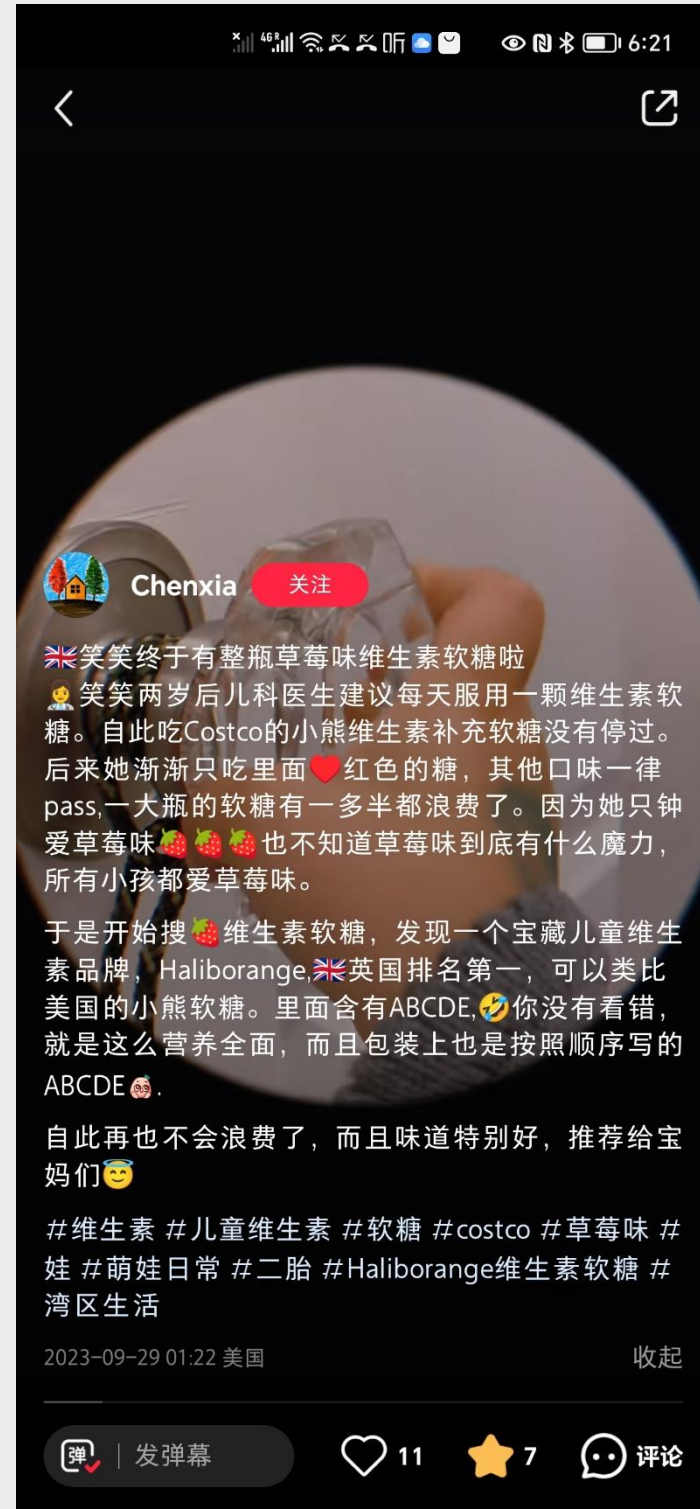 4G R 听 6:21
Chenxia 关注
🇬🇧笑笑终于有整瓶草莓味维生素软糖啦
👩‍⚕️笑笑两岁后儿科医生建议每天服用一颗维生素软
糖。自此吃Costco的小熊维生素补充软糖没有停过。
后来她渐渐只吃里面♥️红色的糖，其他口味一律
pass,一大瓶的软糖有一多半都浪费了。因为她只钟
爱草莓味🍓🍓🍓也不知道草莓味到底有什么魔力，
所有小孩都爱草莓味。
于是开始搜🍓维生素软糖，发现一个宝藏儿童维生
素品牌，Haliborange,🇬🇧英国排名第一，可以类比
美国的小熊软糖。里面含有ABCDE,🤣你没有看错，
就是这么营养全面，而且包装上也是按照顺序写的
ABCDE.
自此再也不会浪费了，而且味道特别好，推荐给宝
妈们😇
#维生素 #儿童维生素 #软糖 #costco #草莓味 #
娃 #萌娃日常 #二胎 #Haliborange维生素软糖 #
湾区生活
2023-09-29 01:22 美国 收起
弹 发弹幕 11 7 评论